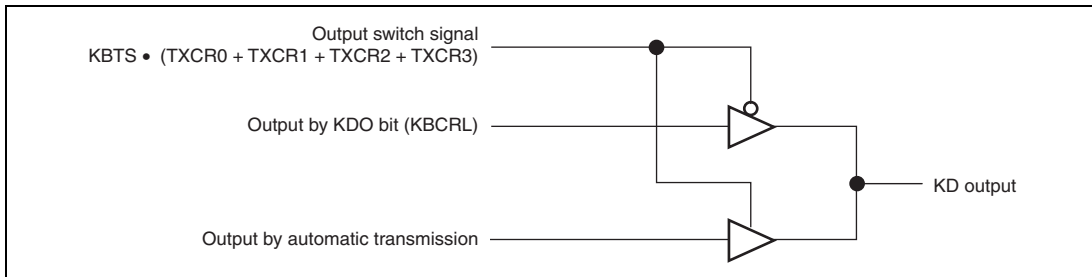 Output switch signal
KBTS • (TXCR0 + TXCR1 + TXCR2 + TXCR3)
Output by KDO bit (KBCRL)
KD output
Output by automatic transmission